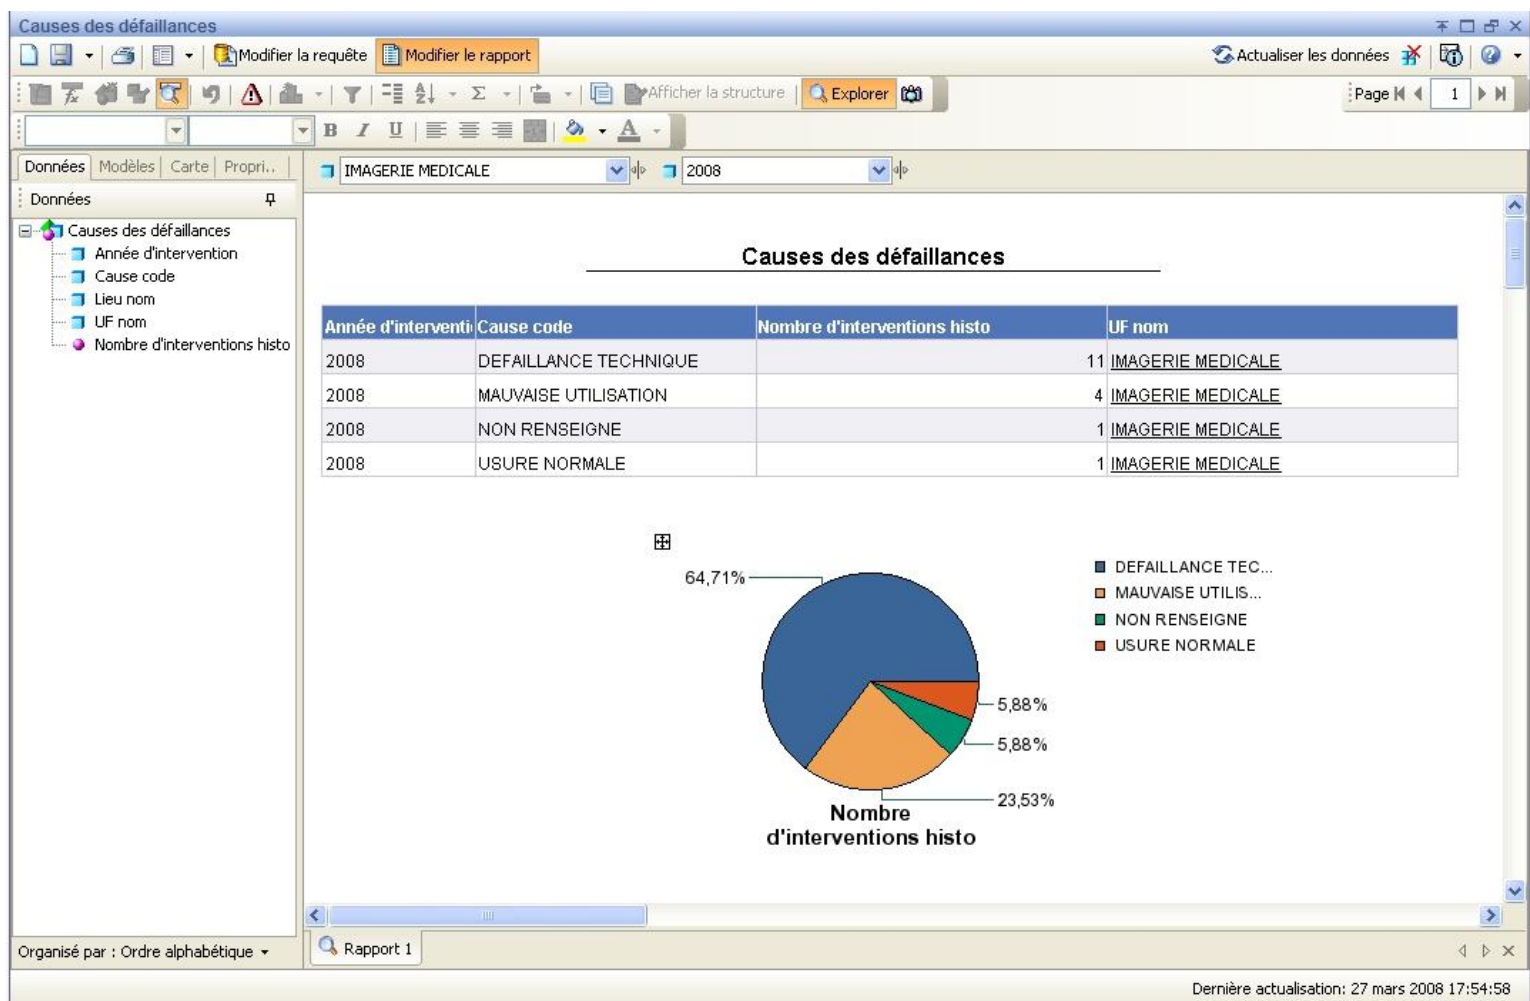 Causes des défaillances
Modifier la requête Modifier le rapport Actualiser les données
Afficher la structure Explorer Page 1
B I U A
Données Modèles Carte Propri..
IMAGERIE MEDICALE 2008
Données
Causes des défaillances
Année d'intervention
Cause code
Lieu nom
UF nom
Nombre d'interventions histo
Causes des défaillances
Année d'interventi Cause code Nombre d'interventions histo UF nom
2008 DEFAILLANCE TECHNIQUE 11 IMAGERIE MEDICALE
2008 MAUVAISE UTILISATION 4 IMAGERIE MEDICALE
2008 NON RENSEIGNE 1 IMAGERIE MEDICALE
2008 USURE NORMALE 1 IMAGERIE MEDICALE
64,71%
DEFAILLANCE TEC...
MAUVAISE UTILIS...
NON RENSEIGNE
USURE NORMALE
5,88%
5,88%
23,53%
Nombre
d'interventions histo
Organisé par : Ordre alphabétique
Rapport 1
Dernière actualisation: 27 mars 2008 17:54:58